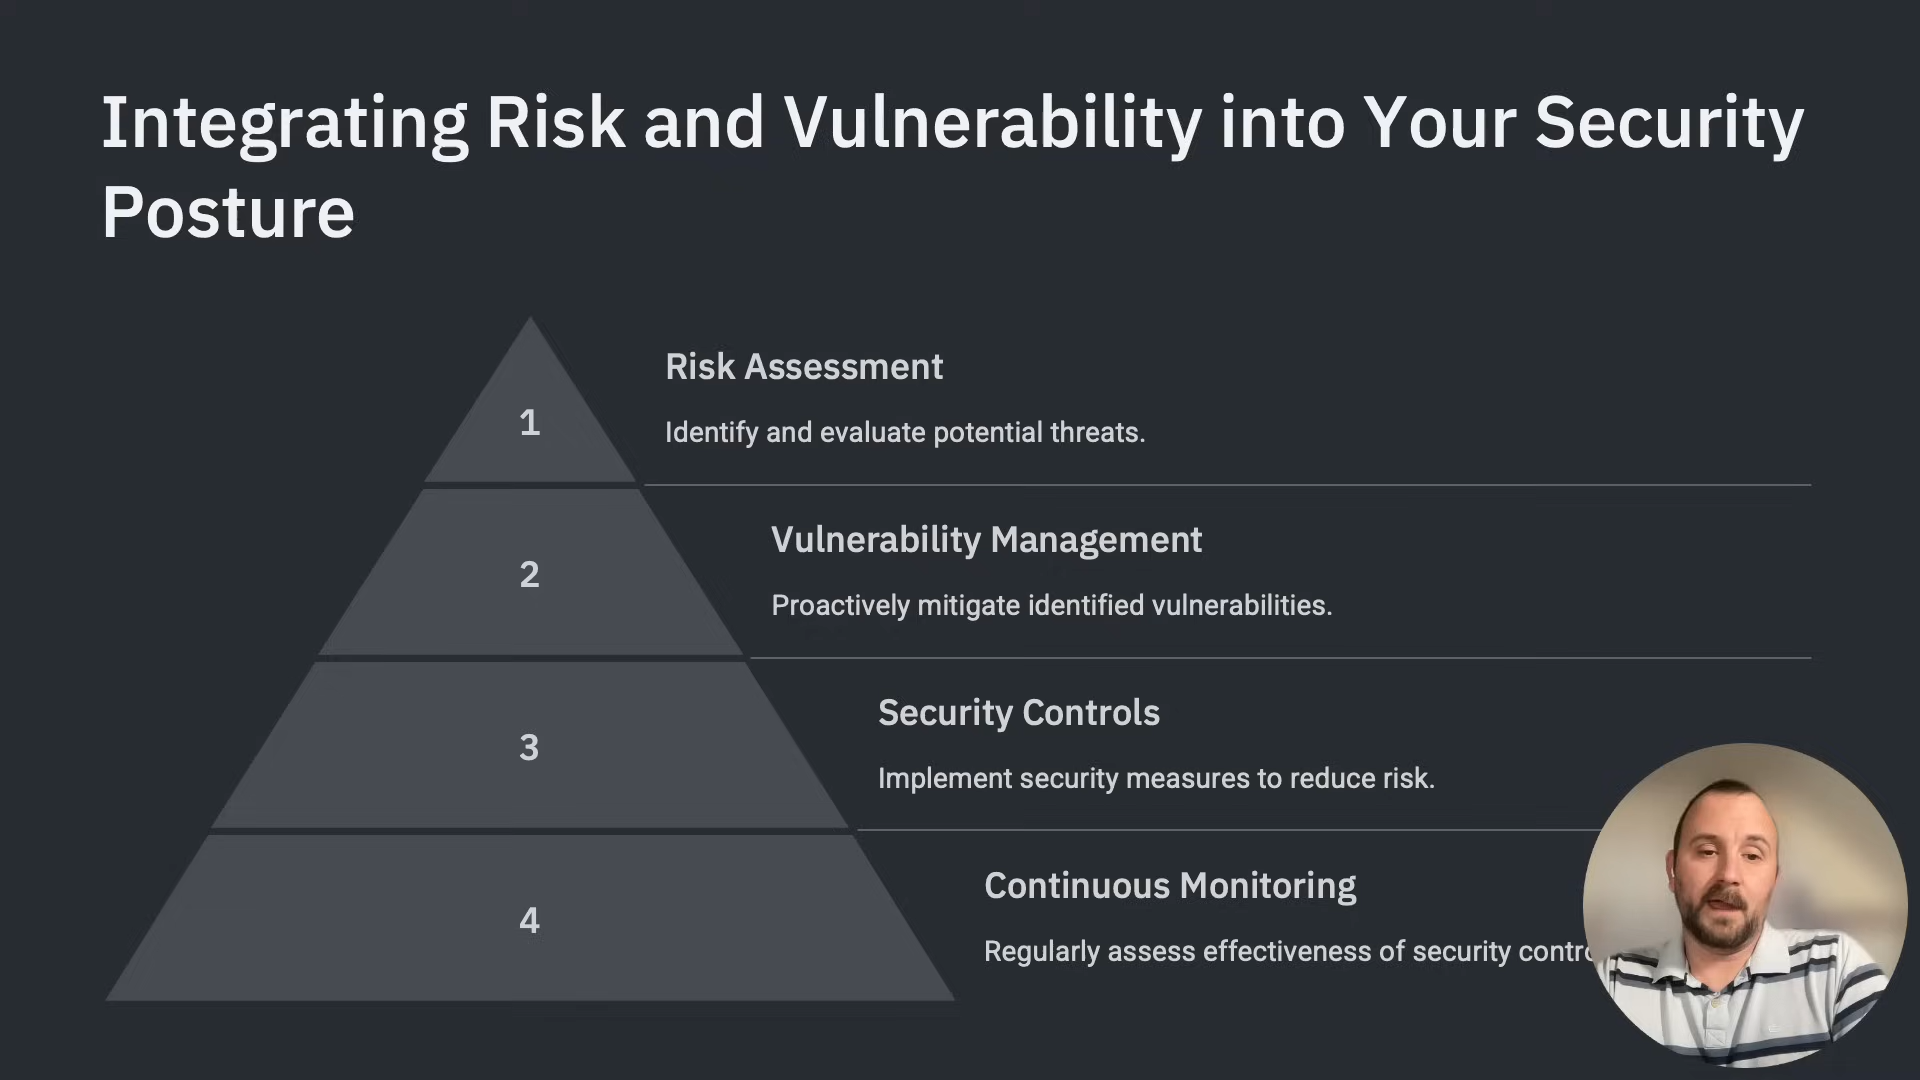 Integrating Risk and Vulnerability into Your Security
Posture
1
Risk Assessment
Identify and evaluate potential threats.
2
Vulnerability Management
Proactively mitigate identified vulnerabilities.
3
Security Controls
Implement security measures to reduce risk.
4
Continuous Monitoring
Regularly assess effectiveness of security